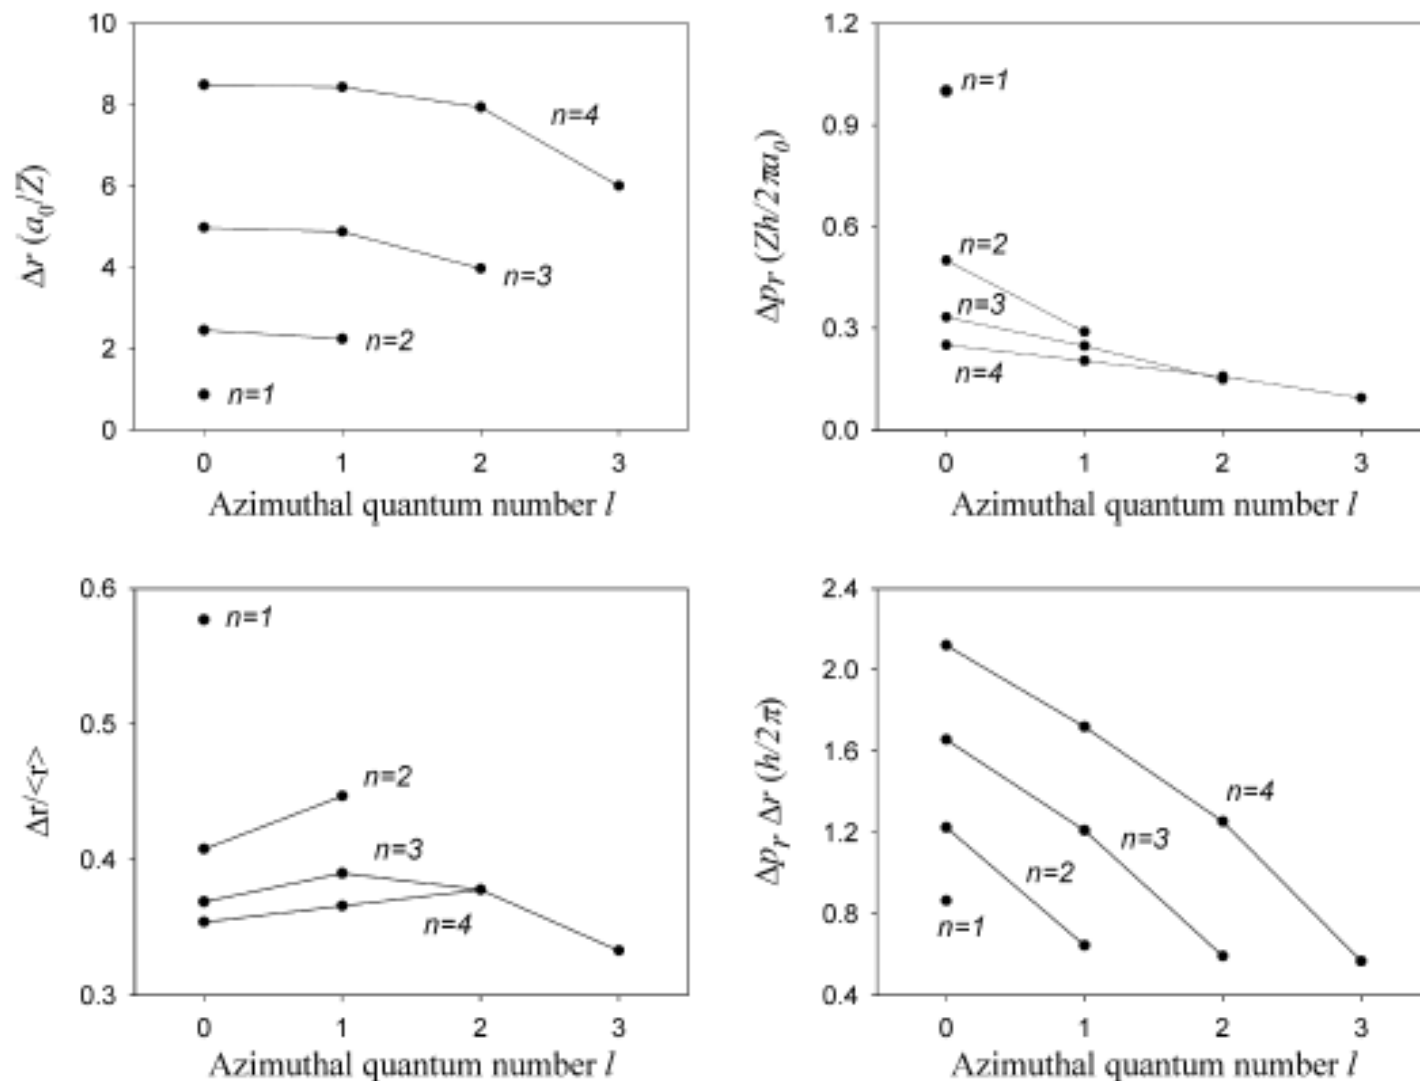 10
8
6
4
2
0
Δr (a₀/Z)
n=4
n=3
n=2
n=1
0 1 2 3
Azimuthal quantum number l
1.2
0.9
0.6
0.3
0.0
Δpᵣ (Zh/2πa₀)
n=1
n=2
n=3
n=4
0 1 2 3
Azimuthal quantum number l
0.6
0.5
0.4
0.3
Δr/<r>
n=1
n=2
n=3
n=4
0 1 2 3
Azimuthal quantum number l
2.4
2.0
1.6
1.2
0.8
0.4
Δpᵣ Δr (h/2π)
n=4
n=3
n=2
n=1
0 1 2 3
Azimuthal quantum number l